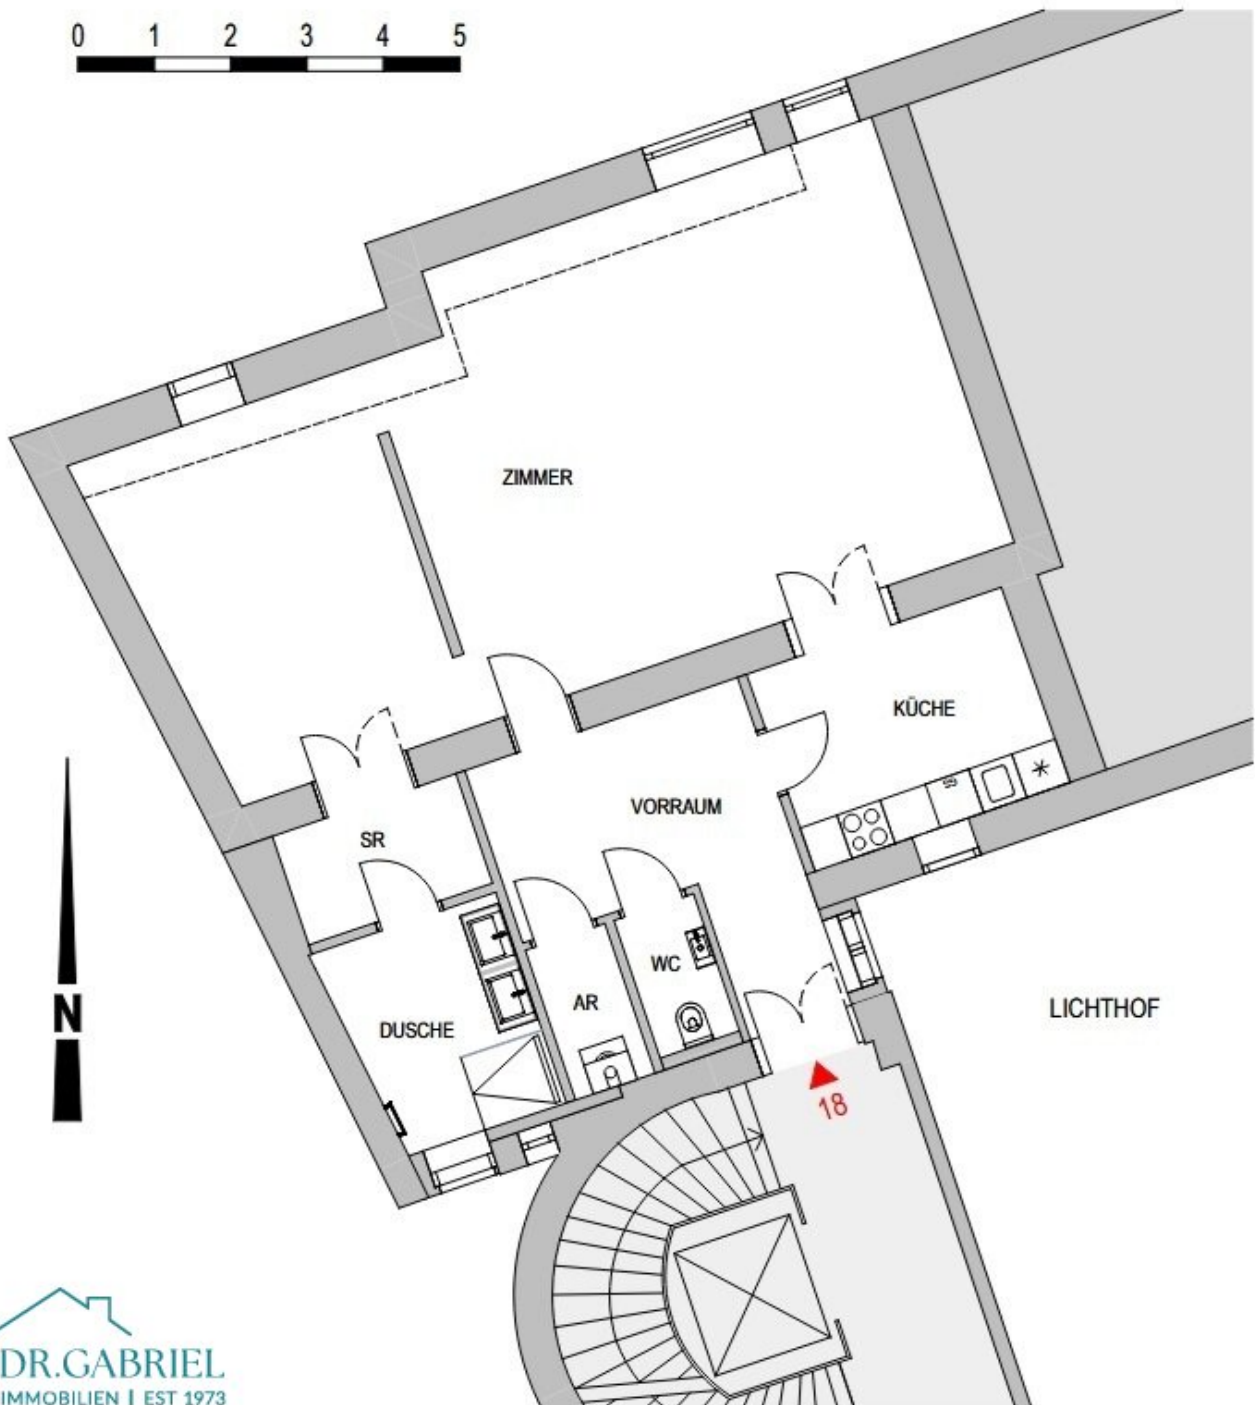 0 1 2 3 4 5
ZIMMER
KÜCHE
VORRAUM
SR
WC
AR
DUSCHE
LICHTHOF
N
18
DR.GABRIEL
IMMOBILIEN | EST 1973